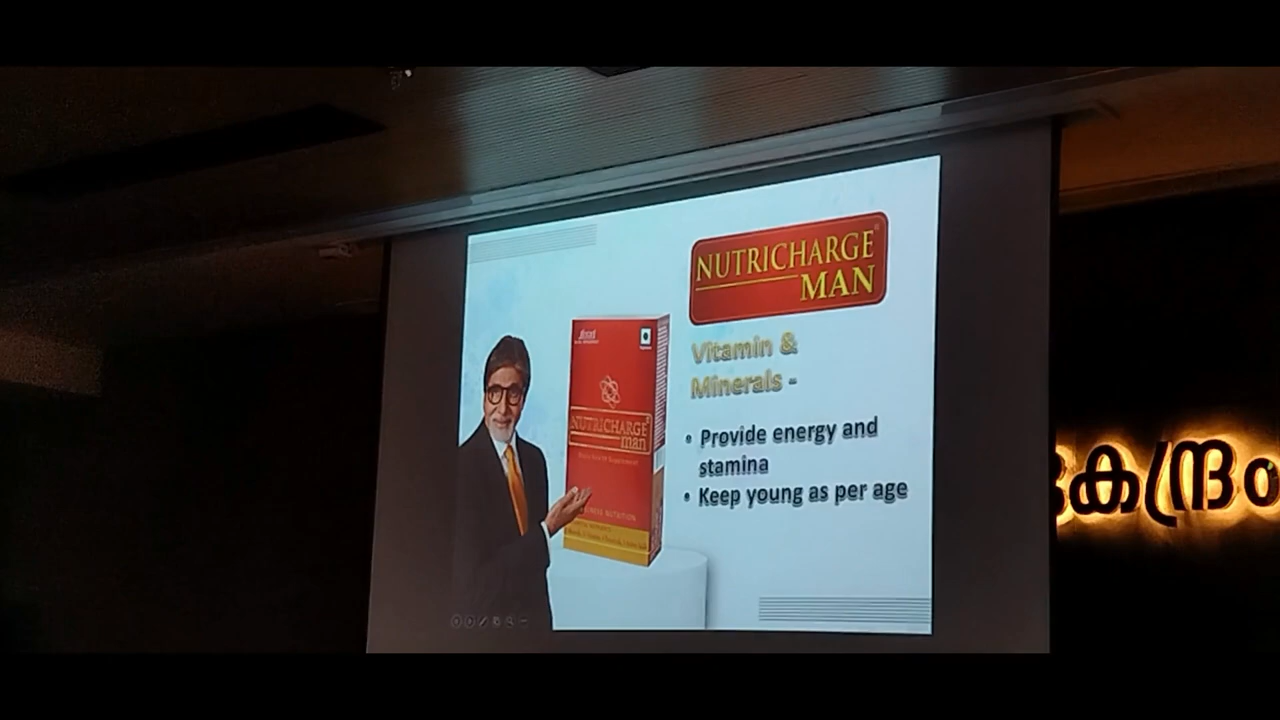 NUTRICHARGE
MAN
Vitamin &
Minerals -
• Provide energy and
stamina
• Keep young as per age
NUTRICHARGE
man
കേന്ദ്രം